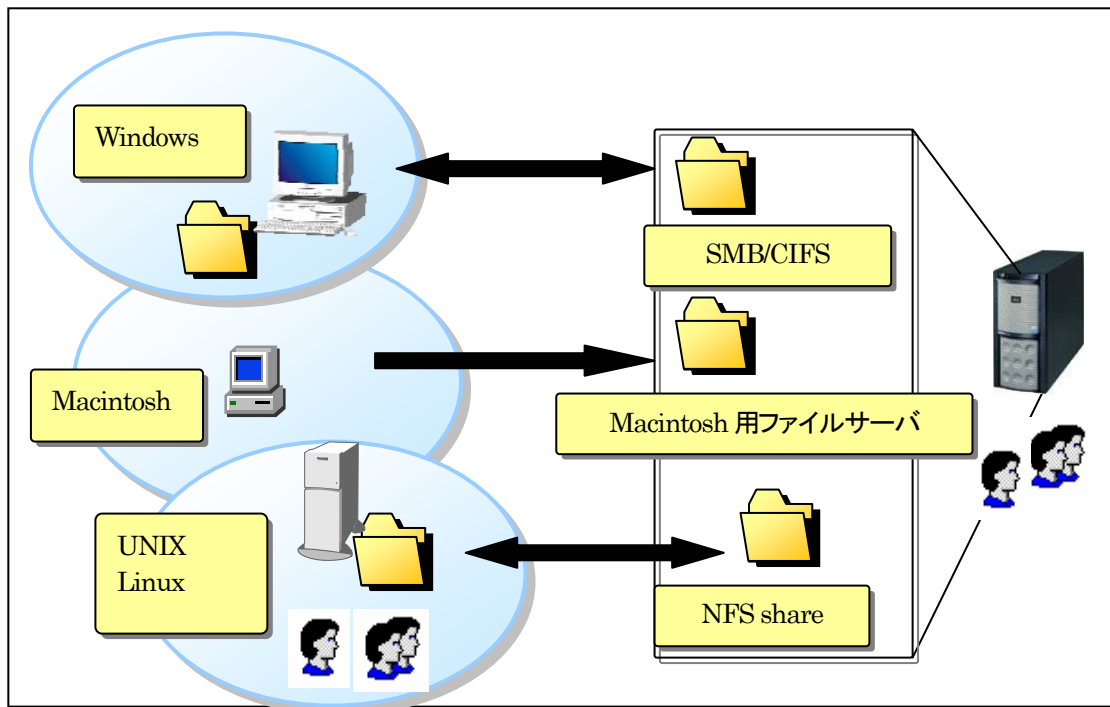 Windows
SMB/CIFS
Macintosh
Macintosh 用ファイルサーバ
UNIX
Linux
NFS share